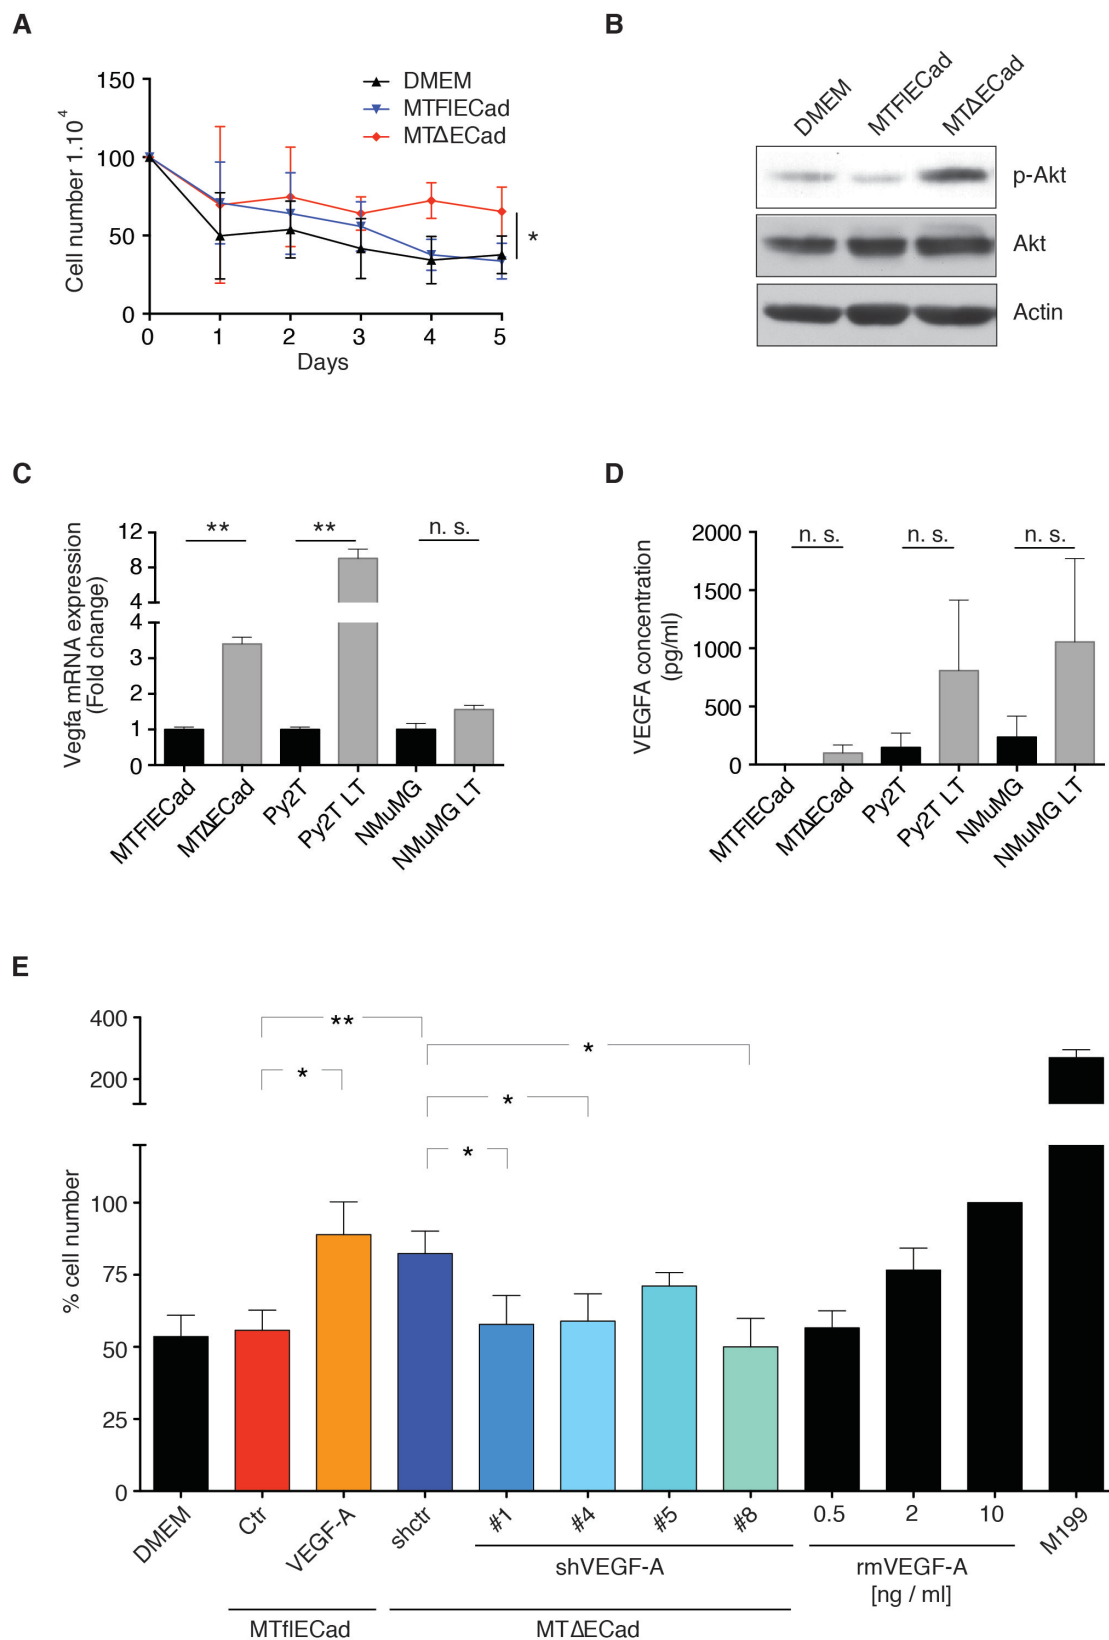 A
150
100
50
0
Cell number 1.10⁴
DMEM
MTFlECad
MTΔECad
*
0 1 2 3 4 5
Days
B
DMEM
MTFlECad
MTΔECad
p-Akt
Akt
Actin
C
Vegfa mRNA expression
(Fold change)
12
8
4
4
3
2
1
0
** ** n. s.
MTFlECad
MTΔECad
Py2T
Py2T LT
NMuMG
NMuMG LT
D
VEGFA concentration
(pg/ml)
2000
1500
1000
500
0
n. s. n. s. n. s.
MTFlECad
MTΔECad
Py2T
Py2T LT
NMuMG
NMuMG LT
E
% cell number
400
200
100
75
50
25
0
**
*
*
*
*
DMEM
Ctr
VEGF-A
shctr
#1
#4
#5
#8
0.5 2 10
M199
shVEGF-A
rmVEGF-A
[ng / ml]
MTflECad
MTΔECad